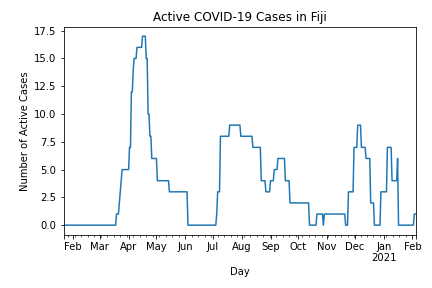 Active COVID-19 Cases in Fiji
17.5
15.0
12.5
10.0
7.5
5.0
2.5
0.0
Number of Active Cases
Feb Mar Apr May Jun Jul Aug Sep Oct Nov Dec Jan Feb
2021
Day